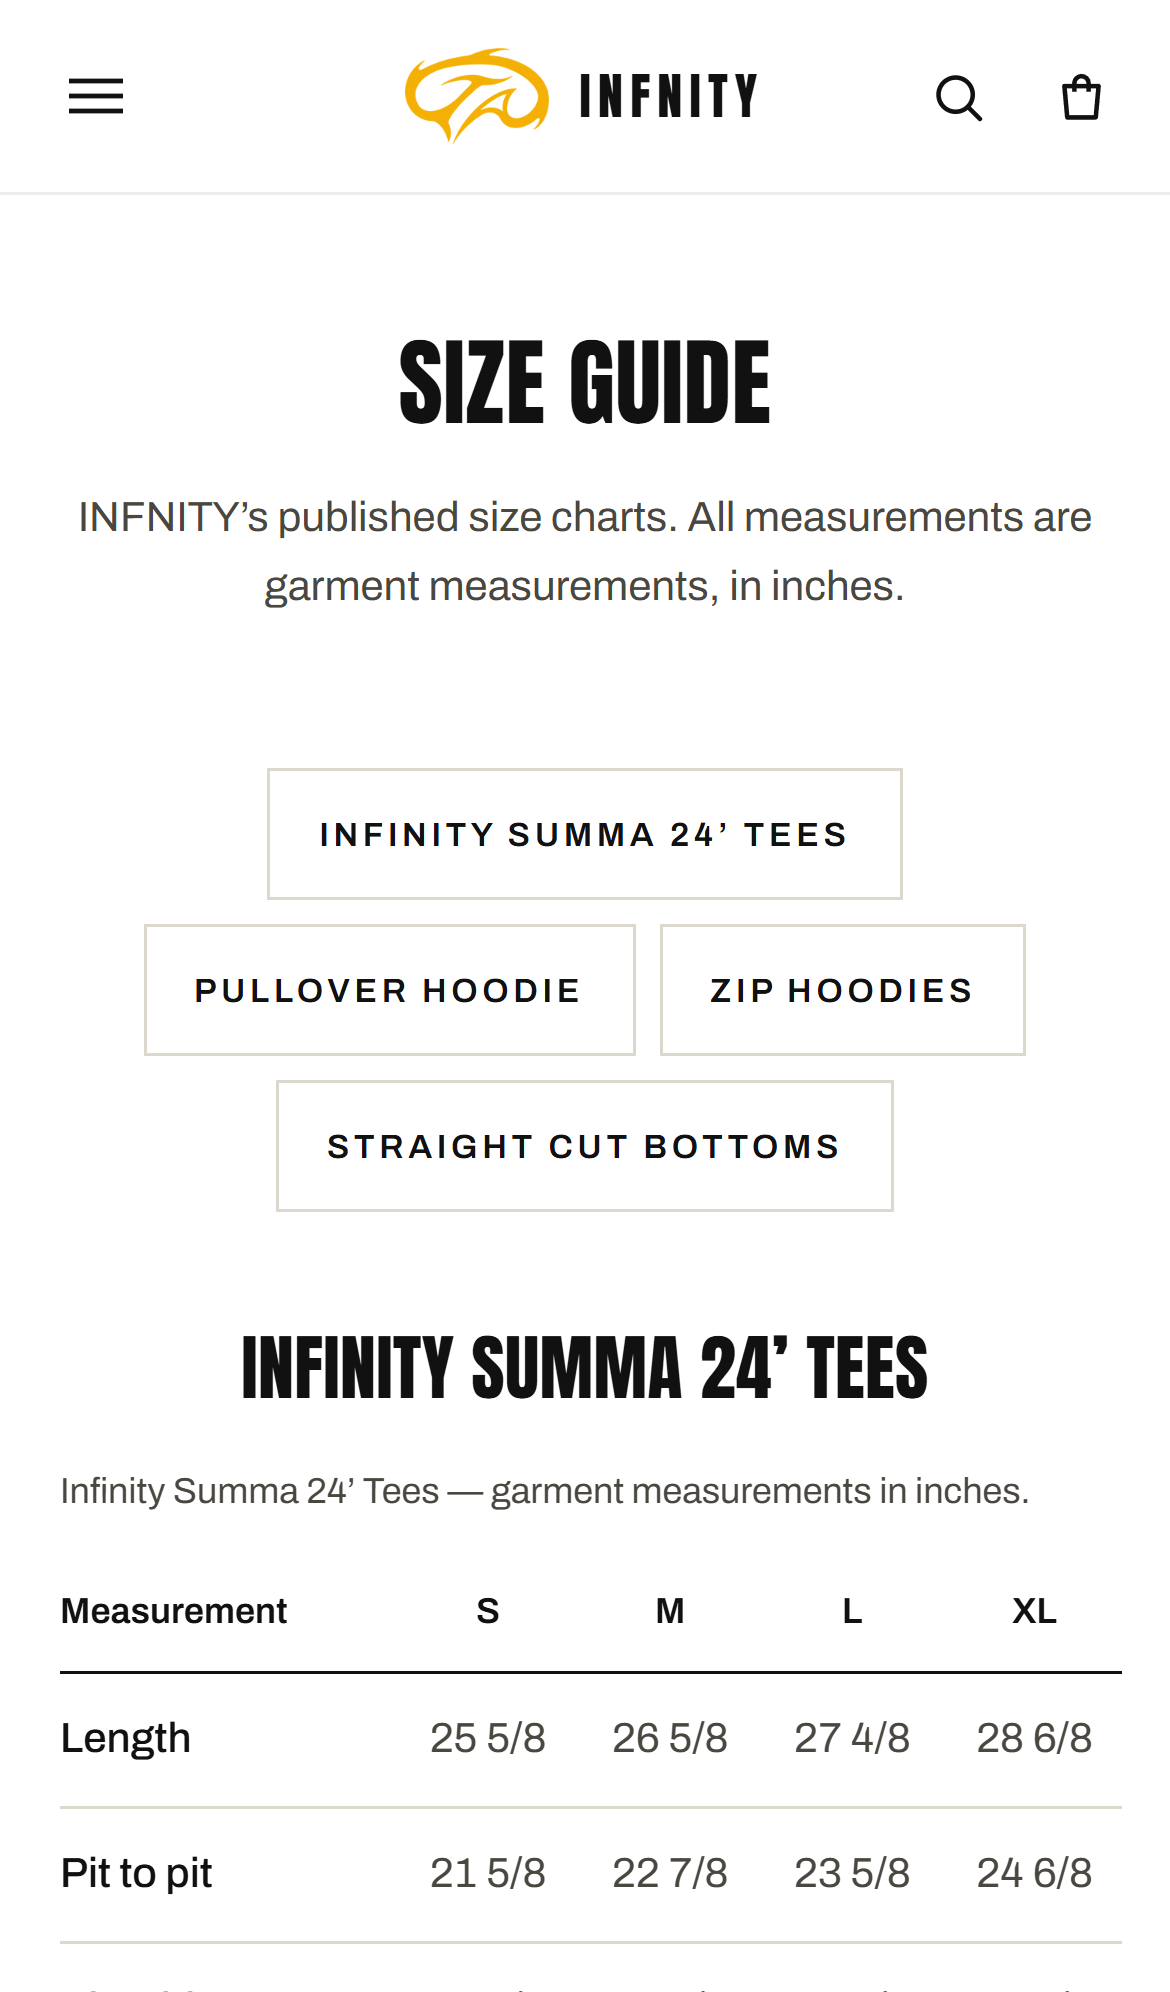 INFNITY
SIZE GUIDE
INFNITY’s published size charts. All measurements are
garment measurements, in inches.
INFINITY SUMMA 24’ TEES
PULLOVER HOODIE
ZIP HOODIES
STRAIGHT CUT BOTTOMS
INFINITY SUMMA 24’ TEES
Infinity Summa 24’ Tees — garment measurements in inches.
Measurement S M L XL
Length 25 5/8 26 5/8 27 4/8 28 6/8
Pit to pit 21 5/8 22 7/8 23 5/8 24 6/8